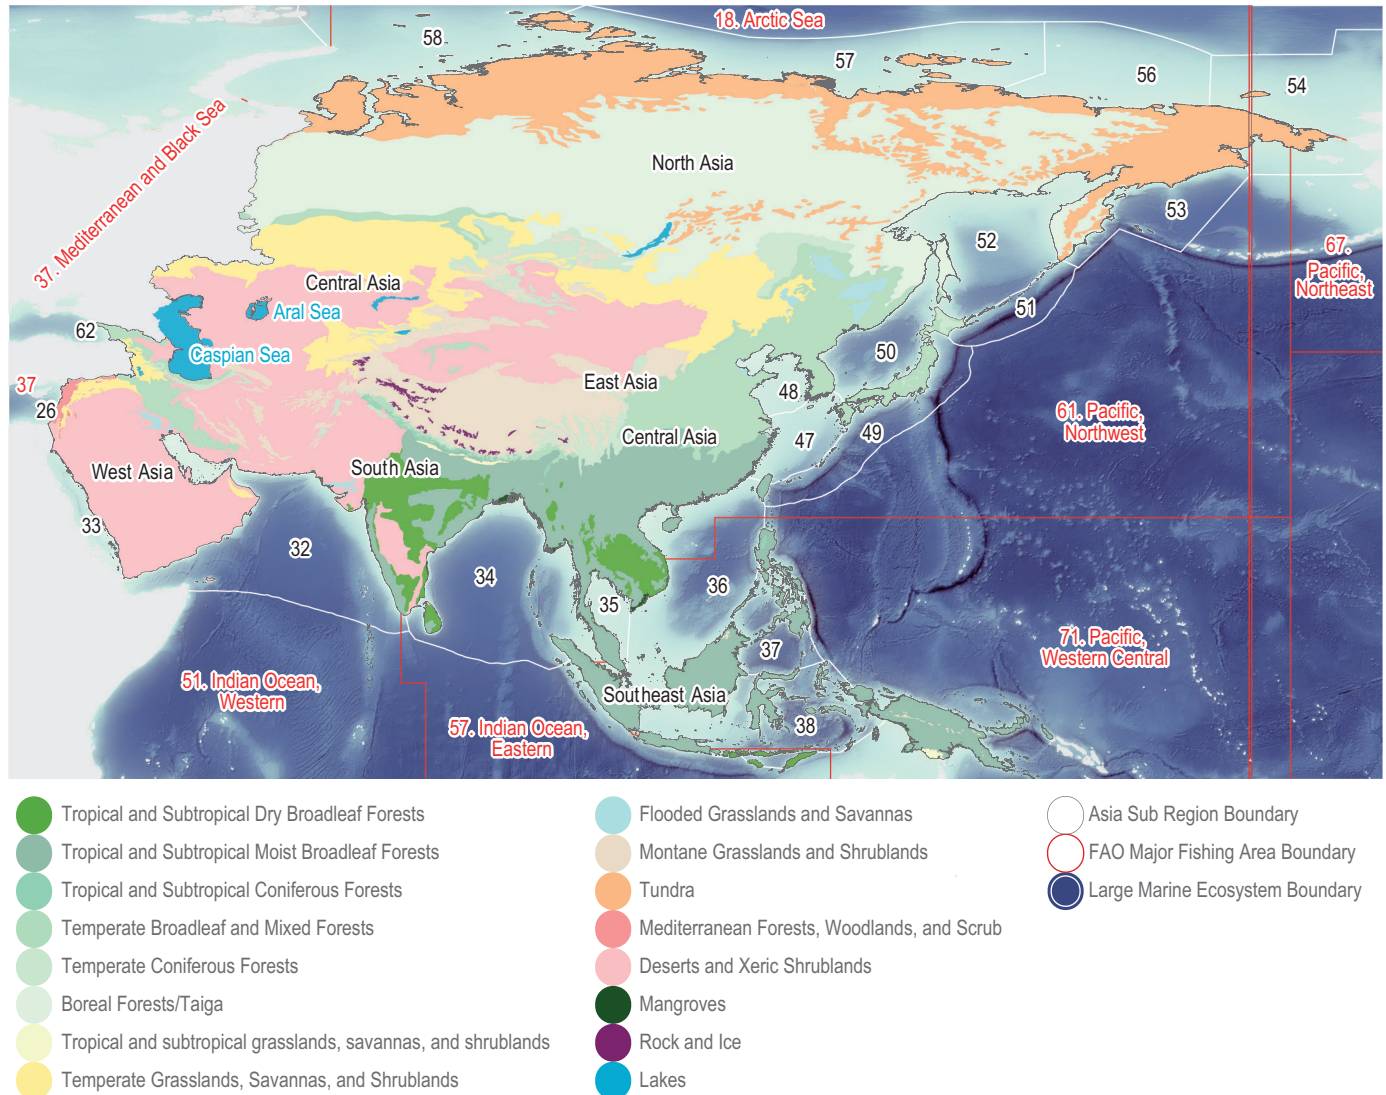 18. Arctic Sea
58
57
56
54
37. Mediterranean and Black Sea
North Asia
53
52
67.
Pacific,
Northeast
Central Asia
Aral Sea
51
62
Caspian Sea
50
37
East Asia
48
26
61. Pacific,
Northwest
Central Asia
47
49
West Asia
South Asia
33
32
34
36
35
37
71. Pacific,
Western Central
51. Indian Ocean,
Western
Southeast Asia
57. Indian Ocean,
Eastern
38
Tropical and Subtropical Dry Broadleaf Forests
Tropical and Subtropical Moist Broadleaf Forests
Tropical and Subtropical Coniferous Forests
Temperate Broadleaf and Mixed Forests
Temperate Coniferous Forests
Boreal Forests/Taiga
Tropical and subtropical grasslands, savannas, and shrublands
Temperate Grasslands, Savannas, and Shrublands
Flooded Grasslands and Savannas
Montane Grasslands and Shrublands
Tundra
Mediterranean Forests, Woodlands, and Scrub
Deserts and Xeric Shrublands
Mangroves
Rock and Ice
Lakes
Asia Sub Region Boundary
FAO Major Fishing Area Boundary
Large Marine Ecosystem Boundary